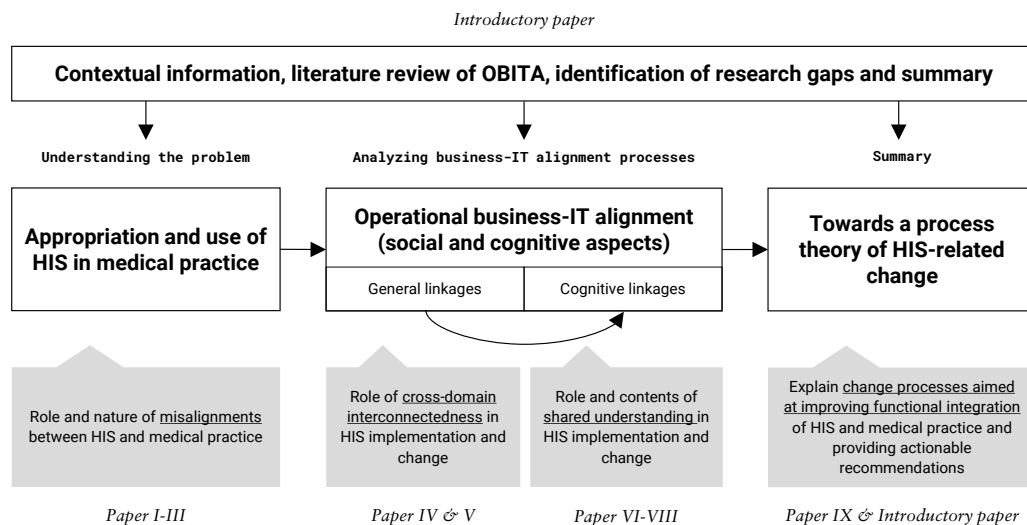 Introductory paper
Contextual information, literature review of OBITA, identification of research gaps and summary
Understanding the problem
Analyzing business-IT alignment processes
Summary
Appropriation and use of
HIS in medical practice
Operational business-IT alignment
(social and cognitive aspects)
General linkages
Cognitive linkages
Towards a process
theory of HIS-related
change
Role and nature of misalignments
between HIS and medical practice
Role of cross-domain
interconnectedness in
HIS implementation and
change
Role and contents of
shared understanding in
HIS implementation and
change
Explain change processes aimed
at improving functional integration
of HIS and medical practice and
providing actionable
recommendations
Paper I-III
Paper IV & V
Paper VI-VIII
Paper IX & Introductory paper